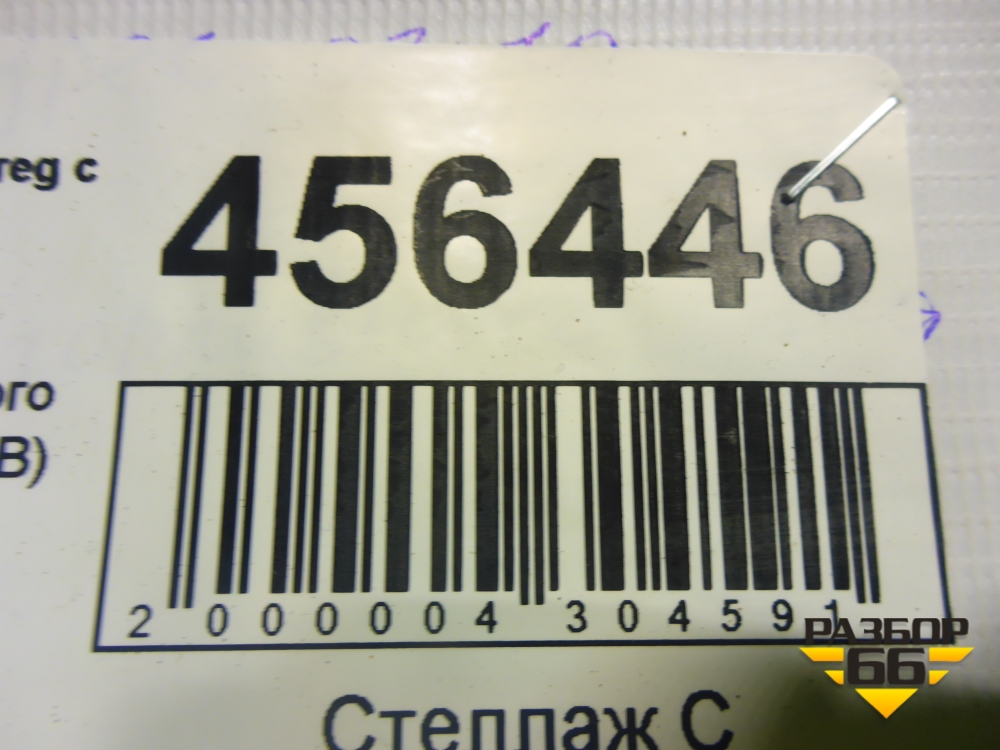 reg c
456446
ого
В)
2 000004 304591
Стеллаж С
РАЗБОР
66